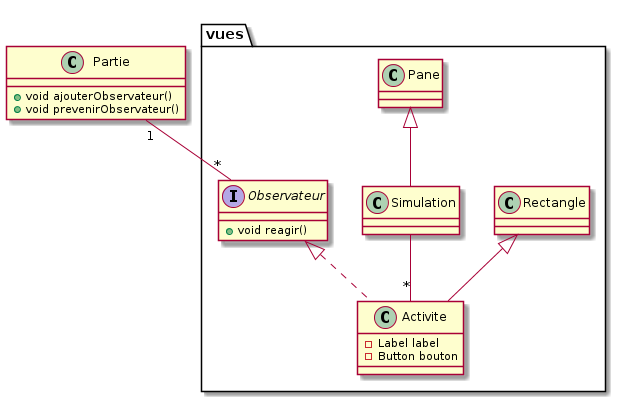 vues
C Partie
void ajouterObservateur()
void prevenirObservateur()
C Pane
1
*
I Observateur
void reagir()
C Simulation
C Rectangle
*
C Activite
Label label
Button bouton